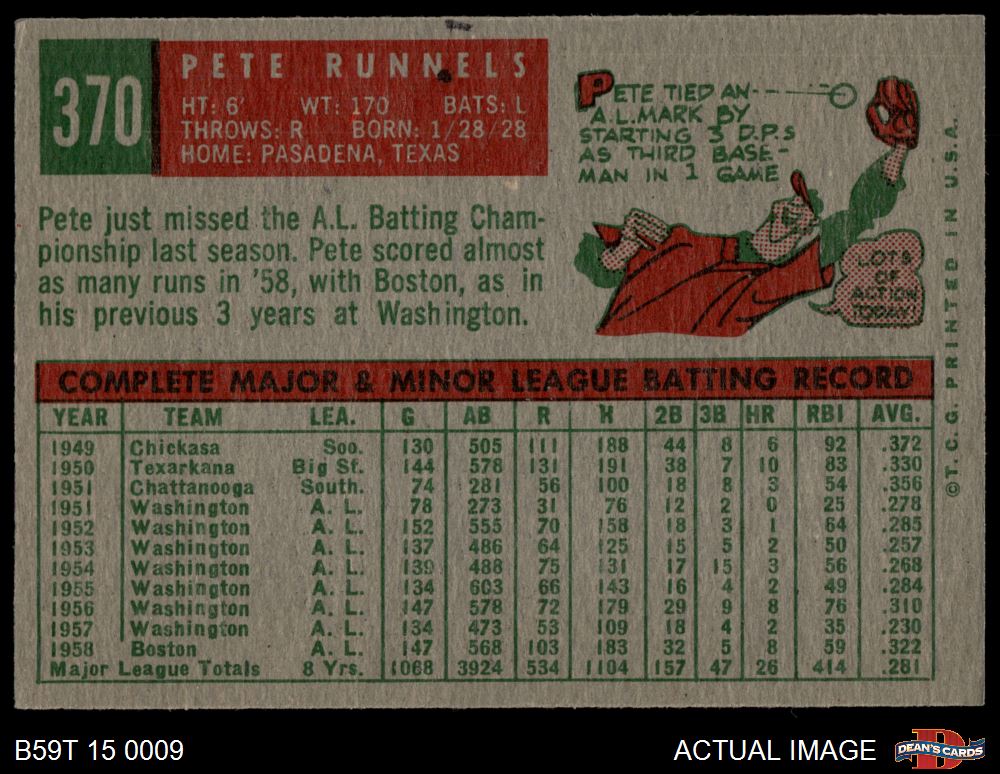 370
PETE RUNNELS
HT: 6' WT: 170 BATS: L
THROWS: R BORN: 1/28/28
HOME: PASADENA, TEXAS
PETE TIED AN
A.L. MARK BY
STARTING 3 D.P.S
AS THIRD BASE-
MAN IN 1 GAME
LOTS
OF
ACTION
TODAY!
Pete just missed the A.L. Batting Cham-
pionship last season. Pete scored almost
as many runs in '58, with Boston, as in
his previous 3 years at Washington.
COMPLETE MAJOR & MINOR LEAGUE BATTING RECORD
YEAR TEAM LEA. G AB R H 2B 3B HR RBI AVG.
1949 Chickasa Soo. 130 505 111 188 44 8 6 92 .372
1950 Texarkana Big St. 144 578 131 191 38 7 10 83 .330
1951 Chattanooga South. 74 281 56 100 18 8 3 54 .356
1951 Washington A. L. 78 273 31 76 12 2 0 25 .278
1952 Washington A. L. 152 555 70 158 18 3 1 64 .285
1953 Washington A. L. 137 486 64 125 15 5 2 50 .257
1954 Washington A. L. 139 488 75 131 17 15 3 56 .268
1955 Washington A. L. 134 603 66 143 16 4 2 49 .284
1956 Washington A. L. 147 578 72 179 29 9 8 76 .310
1957 Washington A. L. 134 473 53 109 18 4 2 35 .230
1958 Boston A. L. 147 568 103 183 32 5 8 59 .322
Major League Totals 8 Yrs. 1068 3924 534 1104 157 47 26 414 .281
©T.C.G. PRINTED IN U.S.A.
B59T 15 0009
ACTUAL IMAGE
DEAN'S CARDS